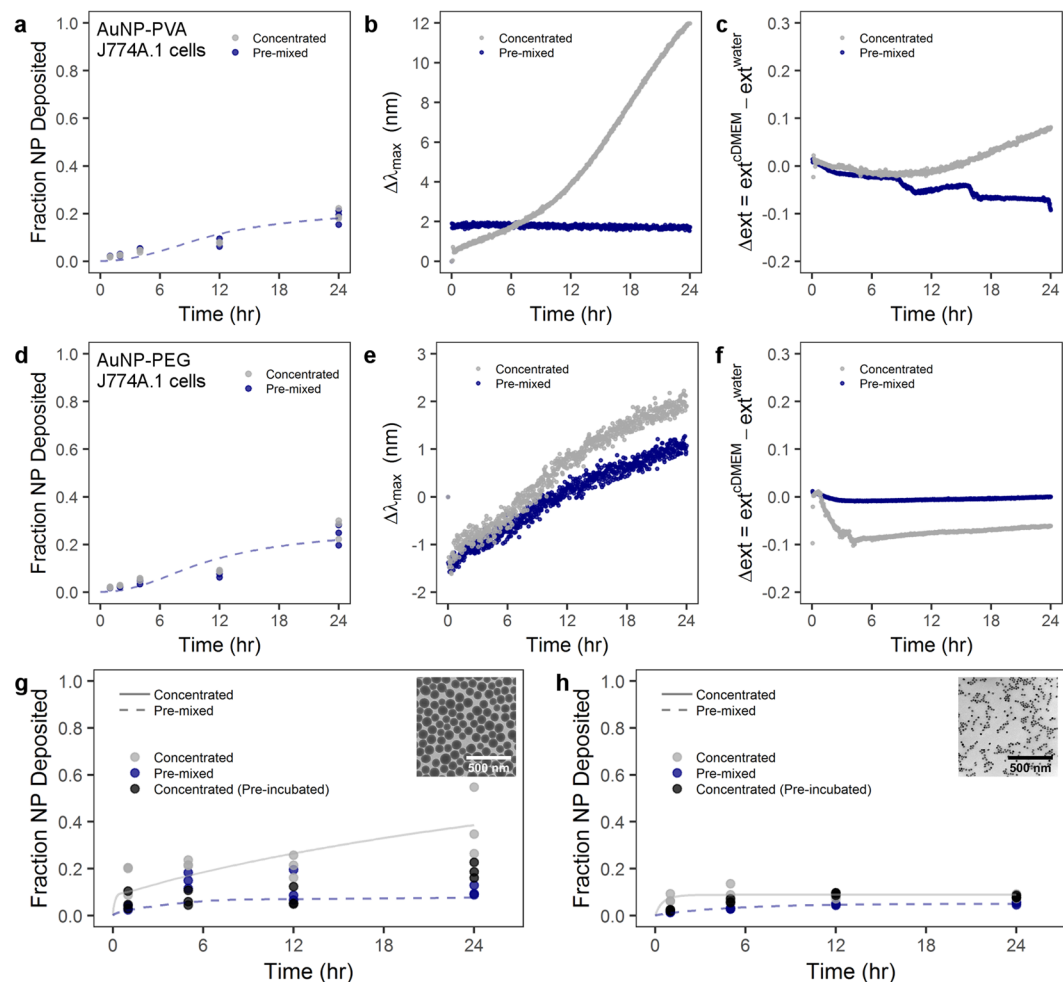 a
AuNP-PVA
J774A.1 cells
Concentrated
Pre-mixed
Fraction NP Deposited
1.0
0.8
0.6
0.4
0.2
0.0
0 6 12 18 24
Time (hr)
b
Concentrated
Pre-mixed
Δλmax (nm)
12
10
8
6
4
2
0
0 6 12 18 24
Time (hr)
c
Concentrated
Pre-mixed
Δext = ext^cDMEM − ext^water
0.3
0.2
0.1
0.0
-0.1
-0.2
0 6 12 18 24
Time (hr)
d
AuNP-PEG
J774A.1 cells
Concentrated
Pre-mixed
Fraction NP Deposited
1.0
0.8
0.6
0.4
0.2
0.0
0 6 12 18 24
Time (hr)
e
Concentrated
Pre-mixed
Δλmax (nm)
3
2
1
0
-1
-2
0 6 12 18 24
Time (hr)
f
Concentrated
Pre-mixed
Δext = ext^cDMEM − ext^water
0.3
0.2
0.1
0.0
-0.1
-0.2
0 6 12 18 24
Time (hr)
g
Concentrated
Pre-mixed
Concentrated
Pre-mixed
Concentrated (Pre-incubated)
500 nm
Fraction NP Deposited
1.0
0.8
0.6
0.4
0.2
0.0
0 6 12 18 24
Time (hr)
h
Concentrated
Pre-mixed
Concentrated
Pre-mixed
Concentrated (Pre-incubated)
500 nm
Fraction NP Deposited
1.0
0.8
0.6
0.4
0.2
0.0
0 6 12 18 24
Time (hr)